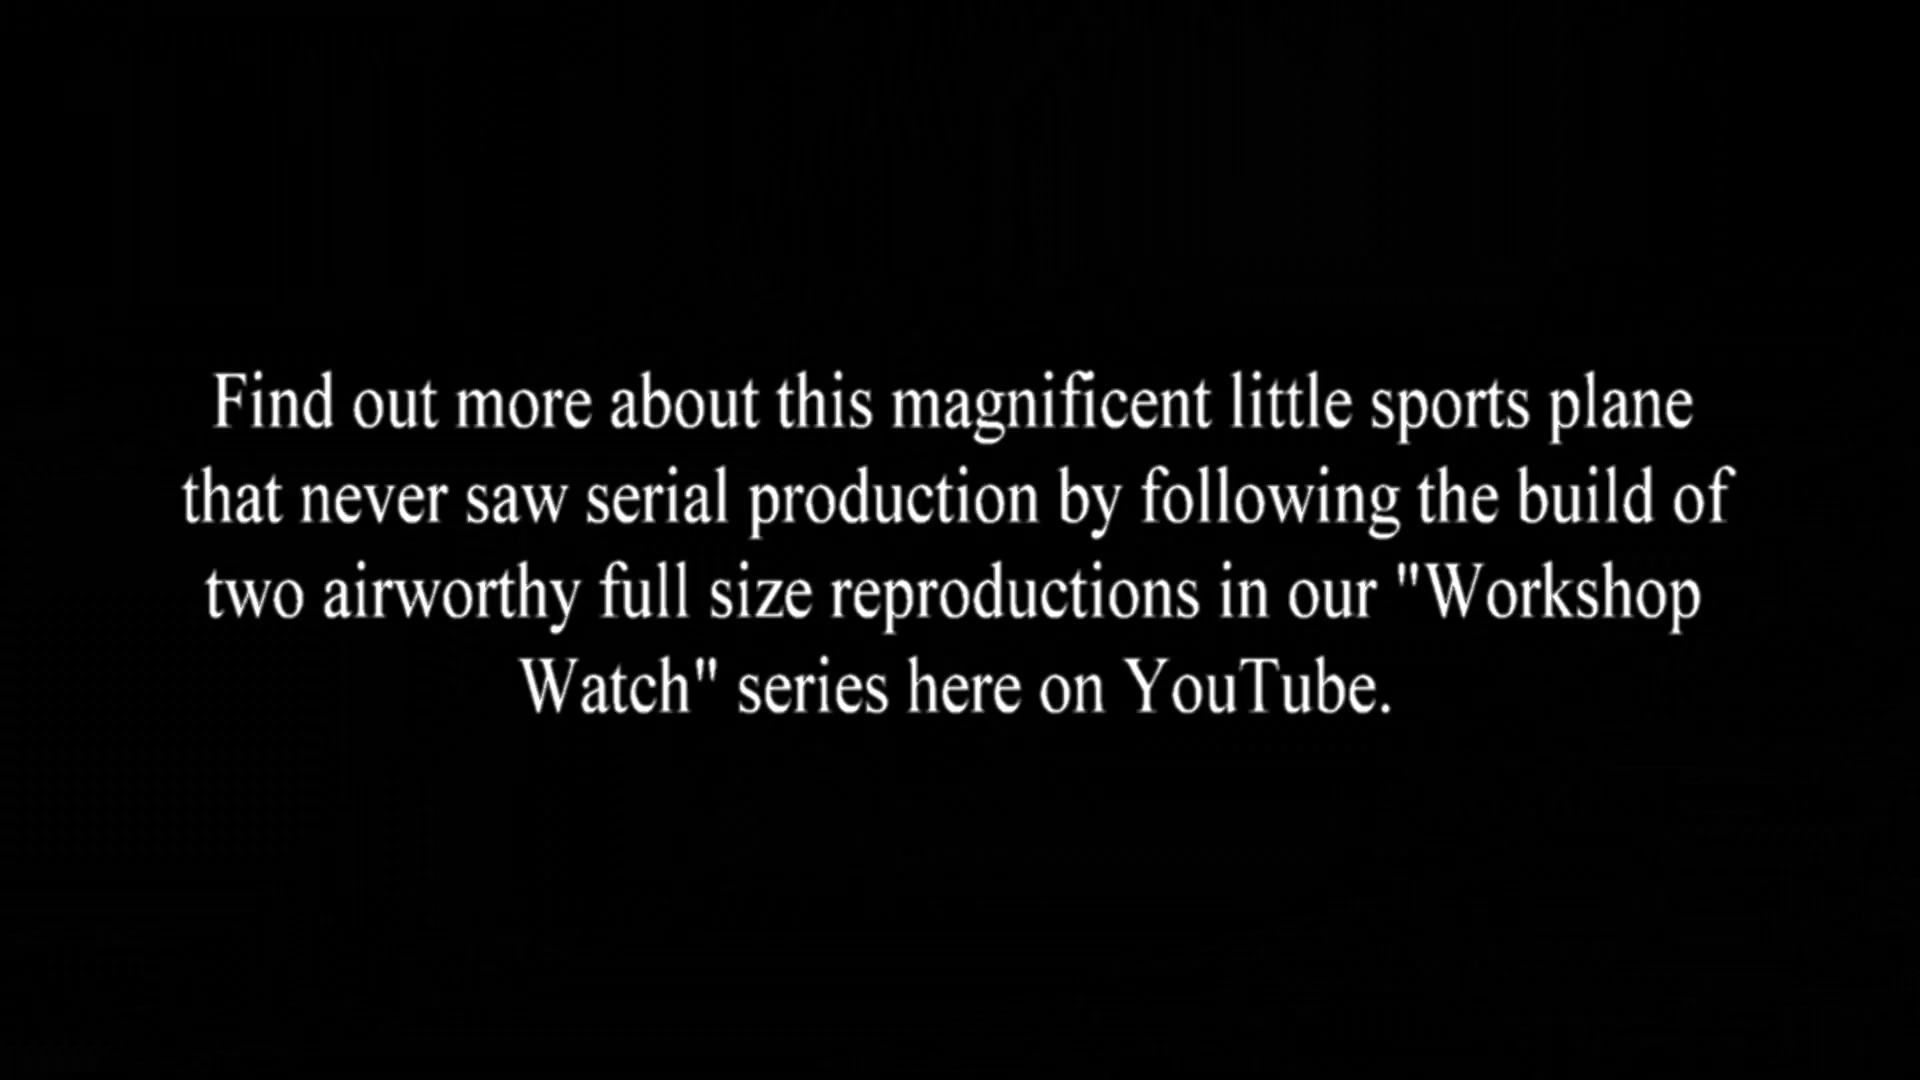 Find out more about this magnificent little sports plane
that never saw serial production by following the build of
two airworthy full size reproductions in our "Workshop
Watch" series here on YouTube.